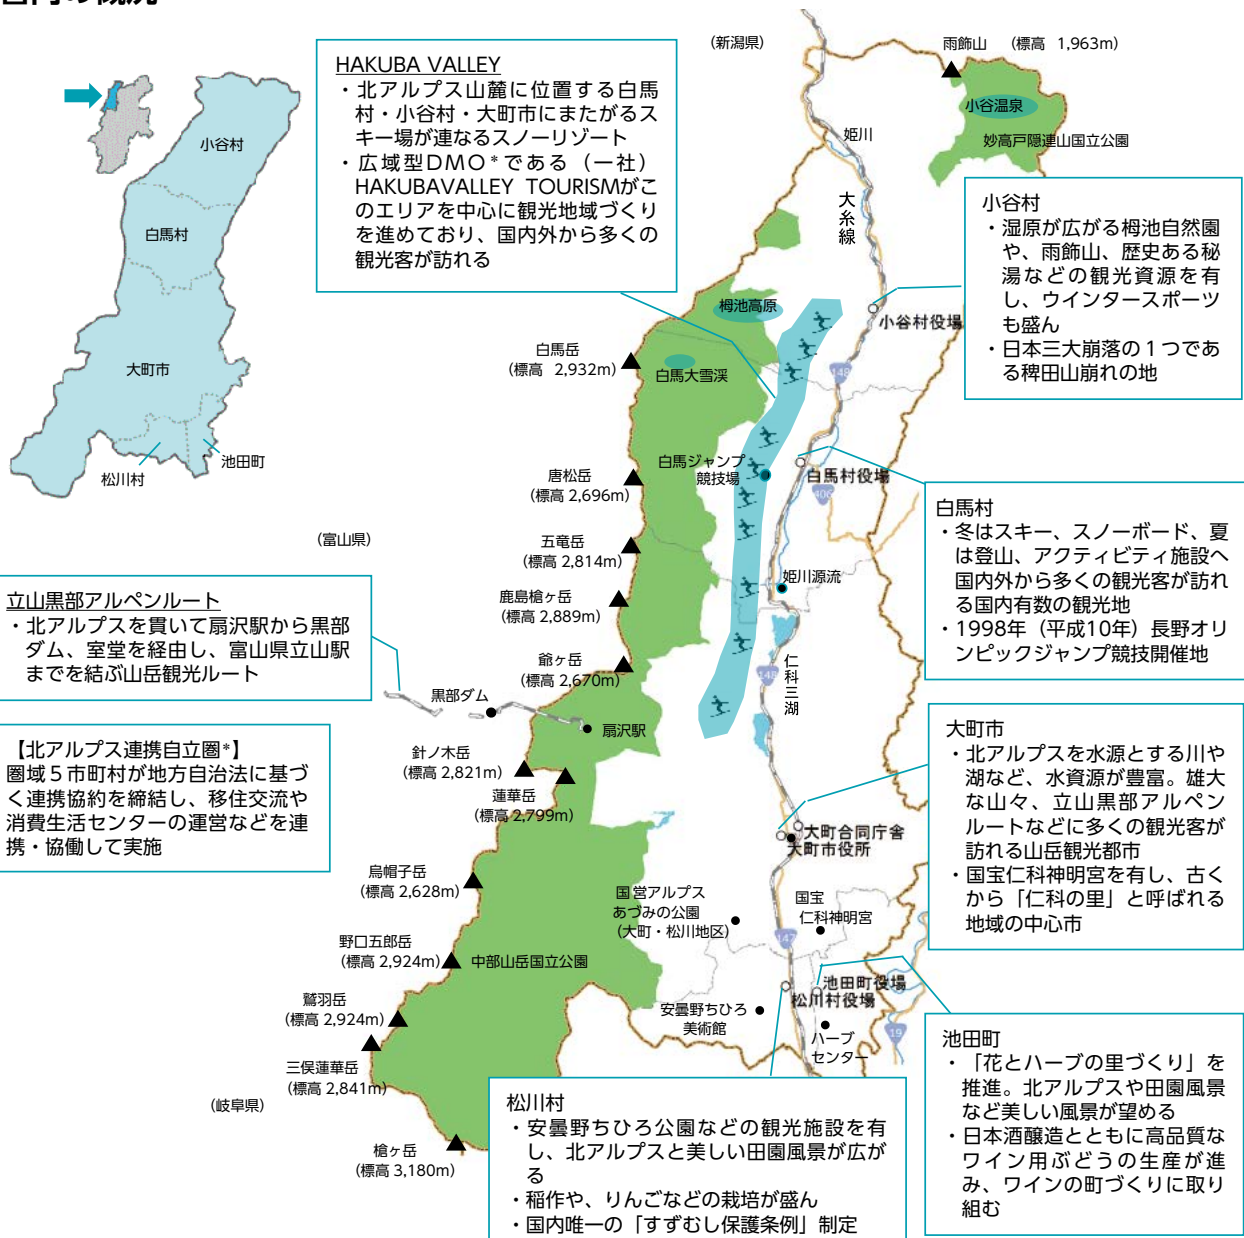 HAKUBA VALLEY
・北アルプス山麓に位置する白馬
村・小谷村・大町市にまたがるス
キー場が連なるスノーリゾート
・広域型DMO*である（一社）
HAKUBAVALLEY TOURISMがこ
のエリアを中心に観光地域づくり
を進めており、国内外から多くの
観光客が訪れる
小谷村
白馬村
大町市
池田町
松川村
（新潟県）
雨飾山 （標高 1,963m）
小谷温泉
妙高戸隠連山国立公園
姫川
大糸線
小谷村
・湿原が広がる栂池自然園
や、雨飾山、歴史ある秘
湯などの観光資源を有
し、ウインタースポーツ
も盛ん
・日本三大崩落の１つであ
る稗田山崩れの地
栂池高原
小谷村役場
白馬岳
（標高 2,932m）
白馬大雪渓
148
白馬ジャンプ
競技場
白馬村役場
406
唐松岳
（標高 2,696m）
（富山県）
五竜岳
（標高 2,814m）
姫川源流
鹿島槍ヶ岳
（標高 2,889m）
白馬村
・冬はスキー、スノーボード、夏
は登山、アクティビティ施設へ
国内外から多くの観光客が訪れ
る国内有数の観光地
・1998年（平成10年）長野オリ
ンピックジャンプ競技開催地
立山黒部アルペンルート
・北アルプスを貫いて扇沢駅から黒部
ダム、室堂を経由し、富山県立山駅
までを結ぶ山岳観光ルート
爺ヶ岳
（標高 2,670m）
148
仁科三湖
黒部ダム
扇沢駅
【北アルプス連携自立圏*】
圏域５市町村が地方自治法に基づ
く連携協約を締結し、移住交流や
消費生活センターの運営などを連
携・協働して実施
針ノ木岳
（標高 2,821m）
蓮華岳
（標高 2,799m）
大町市
・北アルプスを水源とする川や
湖など、水資源が豊富。雄大
な山々、立山黒部アルペン
ルートなどに多くの観光客が
訪れる山岳観光都市
・国宝仁科神明宮を有し、古く
から「仁科の里」と呼ばれる
地域の中心市
大町合同庁舎
大町市役所
烏帽子岳
（標高 2,628m）
国営アルプス
あづみの公園
（大町・松川地区）
国宝
仁科神明宮
147
野口五郎岳
（標高 2,924m）
中部山岳国立公園
池田町役場
松川村役場
鷲羽岳
（標高 2,924m）
安曇野ちひろ
美術館
ハーブ
センター
19
三俣蓮華岳
（標高 2,841m）
（岐阜県）
槍ヶ岳
（標高 3,180m）
池田町
・「花とハーブの里づくり」を
推進。北アルプスや田園風景
など美しい風景が望める
・日本酒醸造とともに高品質な
ワイン用ぶどうの生産が進
み、ワインの町づくりに取り
組む
松川村
・安曇野ちひろ公園などの観光施設を有
し、北アルプスと美しい田園風景が広が
る
・稲作や、りんごなどの栽培が盛ん
・国内唯一の「すずむし保護条例」制定